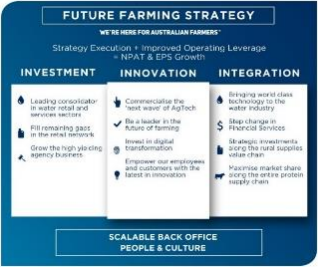 FUTURE FARMING STRATEGY
'WE'RE HERE FOR AUSTRALIAN FARMERS'
Strategy Execution + Improved Operating Leverage
= NPAT & EPS Growth
INVESTMENT
Leading consolidator
in water retail and
services sectors
Fill remaining gaps
in the retail network
Grow the high yielding
agency business
INNOVATION
Commercialise the
'next wave' of AgTech
Be a leader in the
future of farming
Invest in digital
transformation
Empower our employees
and customers with the
latest in innovation
INTEGRATION
Bringing world class
technology to the
water industry
Step change in
Financial Services
Strategic investments
along the rural supplies
value chain
Maximise market share
along the entire protein
supply chain
SCALABLE BACK OFFICE
PEOPLE & CULTURE